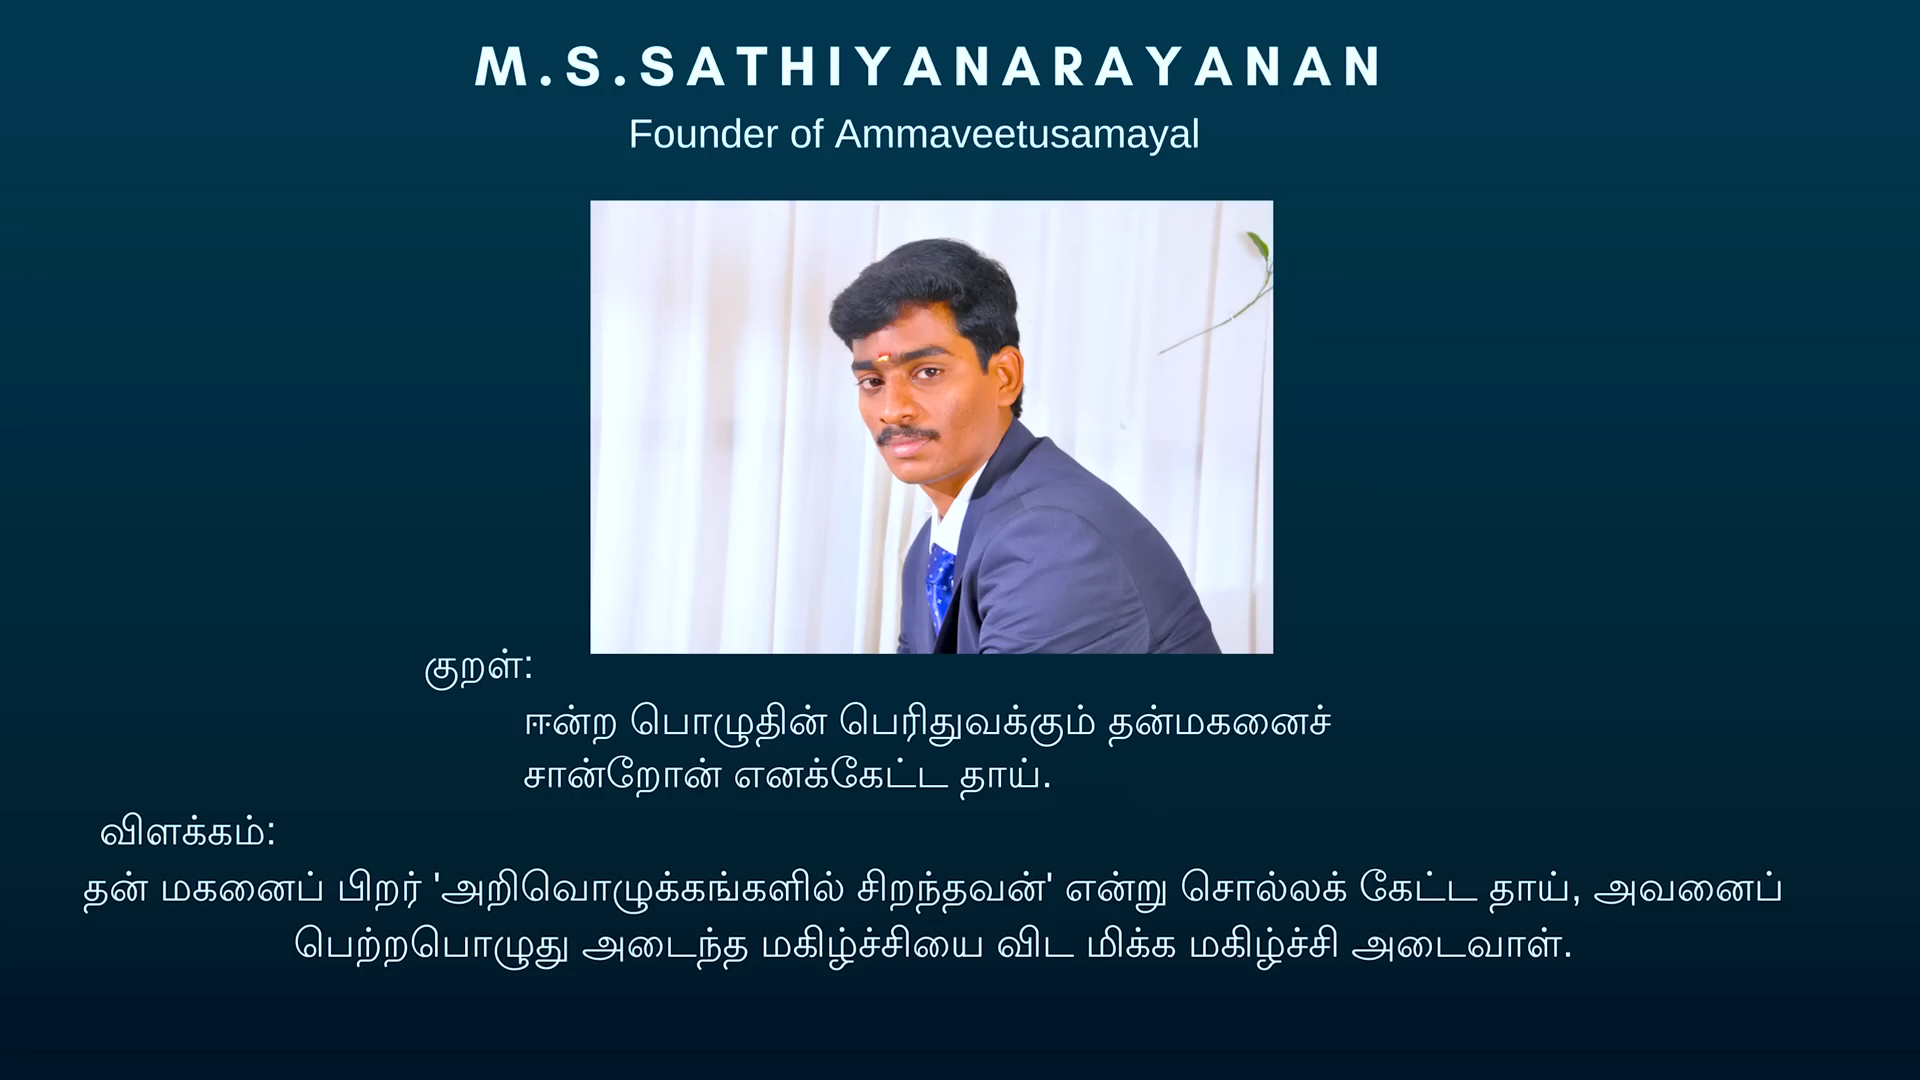 M.S.SATHIYANARAYANAN
Founder of Ammaveetusamayal
குறள்:
ஈன்ற பொழுதின் பெரிதுவக்கும் தன்மகனைச்
சான்றோன் எனக்கேட்ட தாய்.
விளக்கம்:
தன் மகனைப் பிறர் 'அறிவொழுக்கங்களில் சிறந்தவன்' என்று சொல்லக் கேட்ட தாய், அவனைப்
பெற்றபொழுது அடைந்த மகிழ்ச்சியை விட மிக்க மகிழ்ச்சி அடைவாள்.